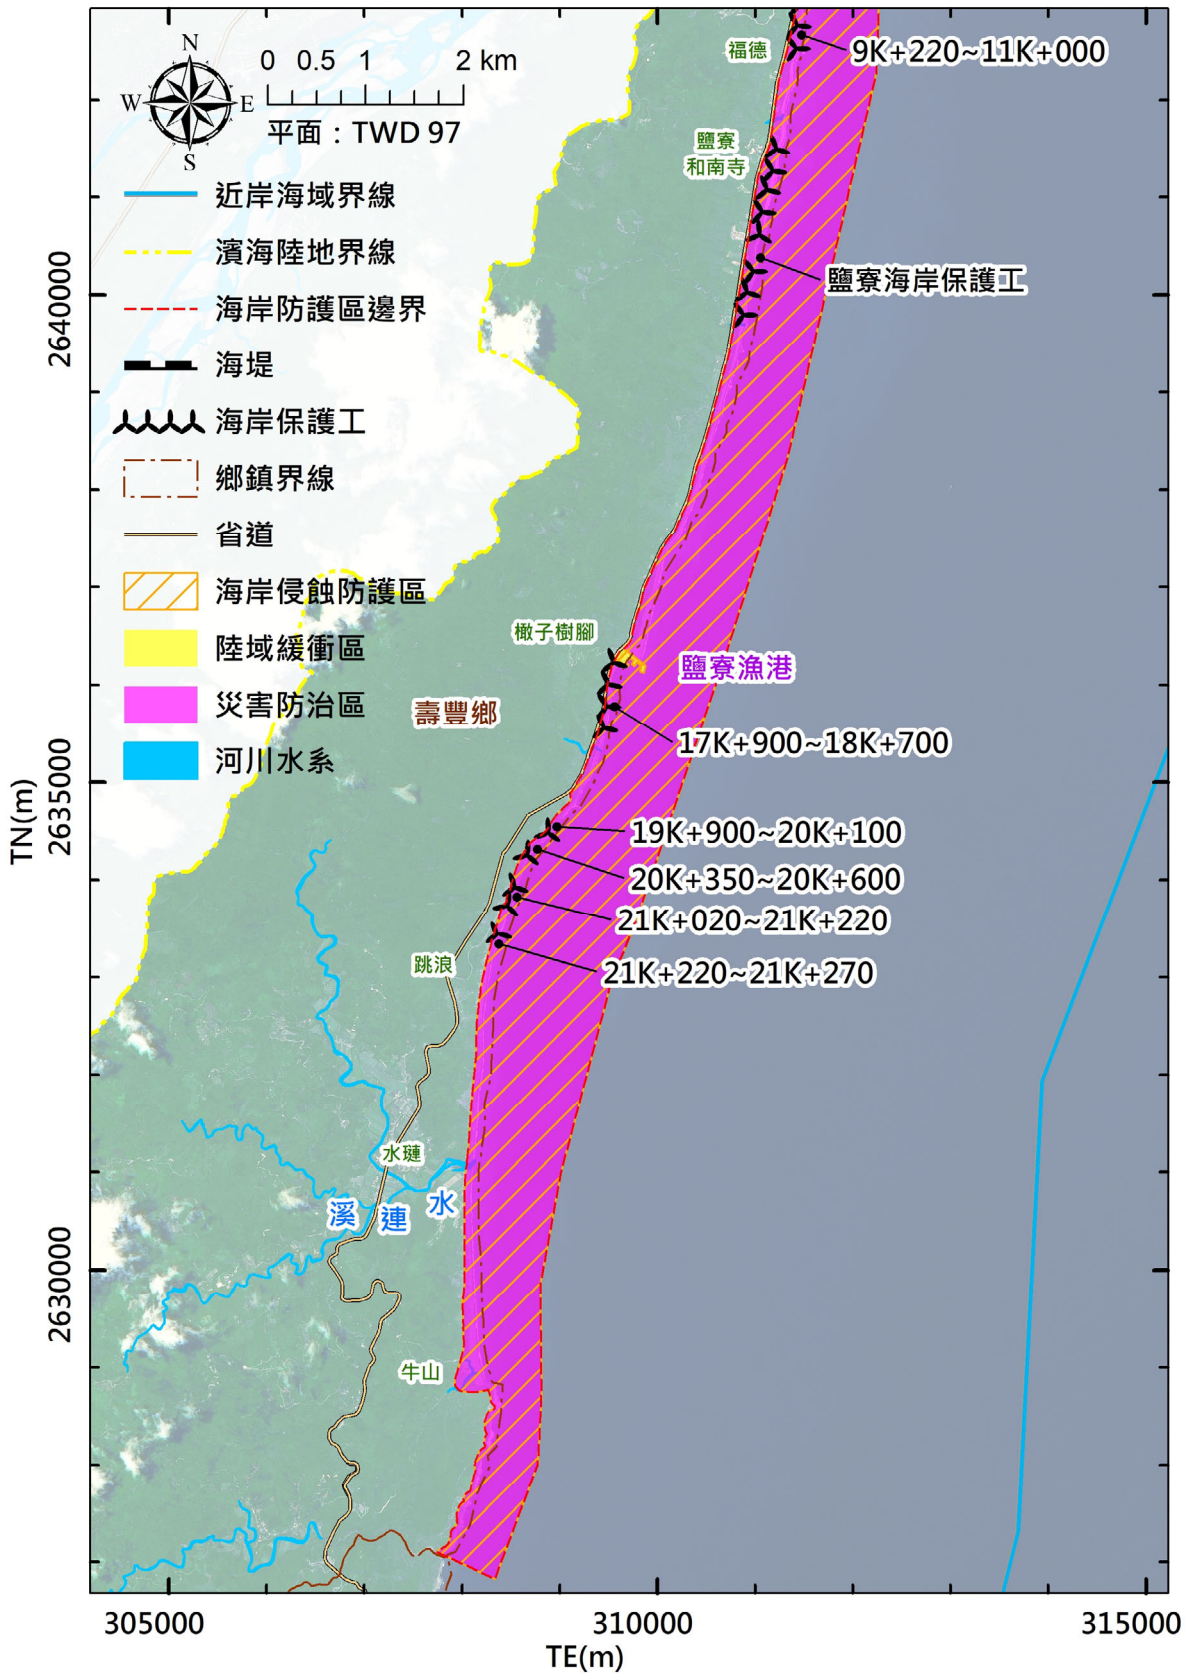 N
W
E
S
0 0.5 1 2 km
平面：TWD 97
近岸海域界線
濱海陸地界線
海岸防護區邊界
海堤
海岸保護工
鄉鎮界線
省道
海岸侵蝕防護區
陸域緩衝區
災害防治區
河川水系
福德
9K+220~11K+000
鹽寮
和南寺
鹽寮海岸保護工
橄子樹腳
鹽寮漁港
壽豐鄉
17K+900~18K+700
19K+900~20K+100
20K+350~20K+600
21K+020~21K+220
21K+220~21K+270
跳浪
水璉
溪 連 水
牛山
2640000
2635000
2630000
TN(m)
305000
310000
315000
TE(m)